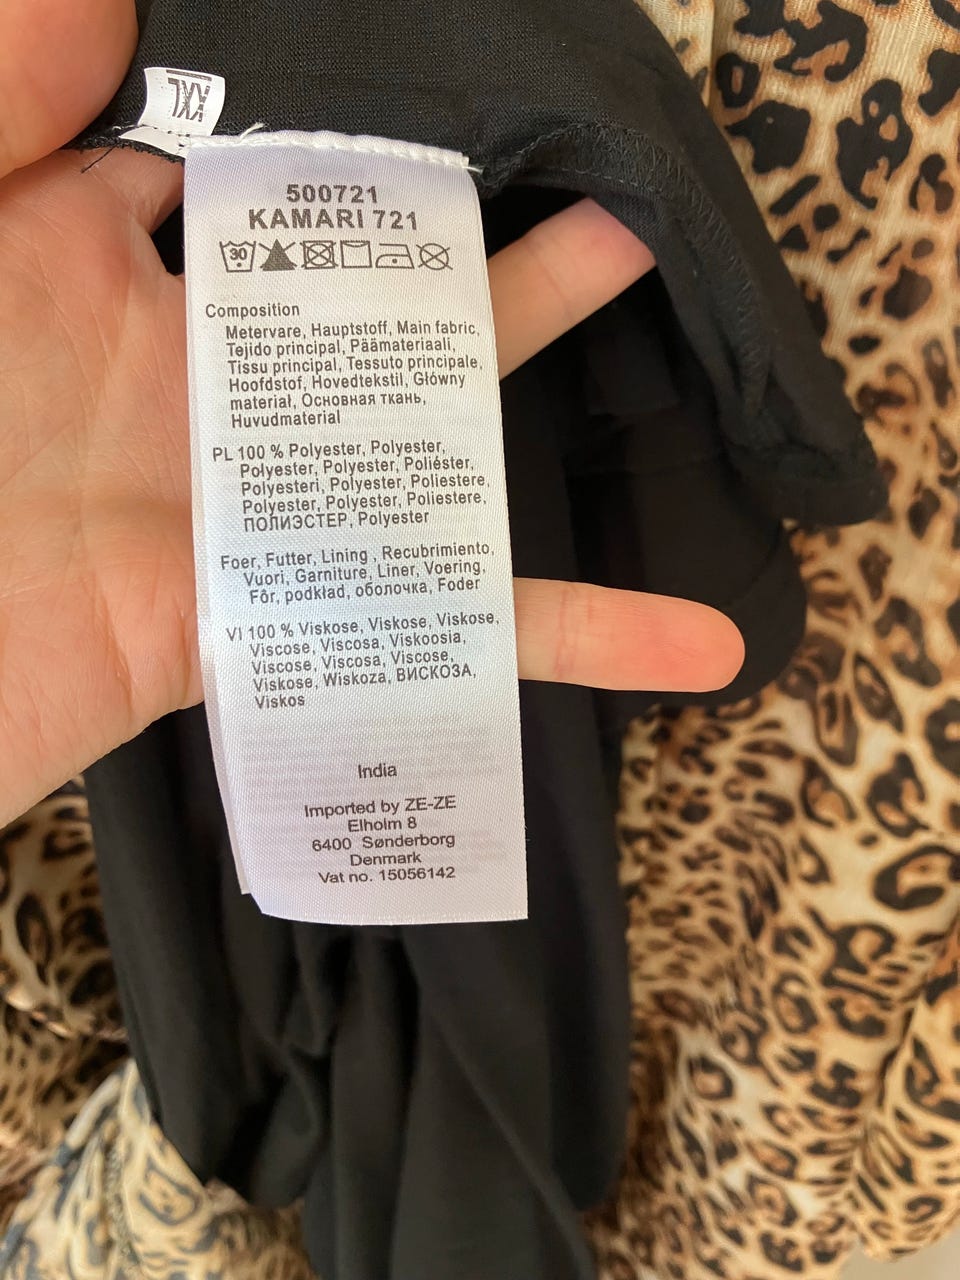 XXL
500721
KAMARI 721
30
Composition
Metervare, Hauptstoff, Main fabric,
Tejido principal, Päämateriaali,
Tissu principal, Tessuto principale,
Hoofdstof, Hovedtekstil, Główny
materiał, Основная ткань,
Huvudmaterial
PL 100 % Polyester, Polyester,
Polyester, Polyester, Poliéster,
Polyesteri, Polyester, Poliestere,
Polyester, Polyester, Poliestere,
ПОЛИЭСТЕР, Polyester
Foer, Futter, Lining , Recubrimiento,
Vuori, Garniture, Liner, Voering,
Fôr, podkład, оболочка, Foder
VI 100 % Viskose, Viskose, Viskose,
Viscose, Viscosa, Viskoosia,
Viscose, Viscosa, Viscose,
Viskose, Wiskoza, ВИСКОЗА,
Viskos
India
Imported by ZE-ZE
Elholm 8
6400 Sønderborg
Denmark
Vat no. 15056142